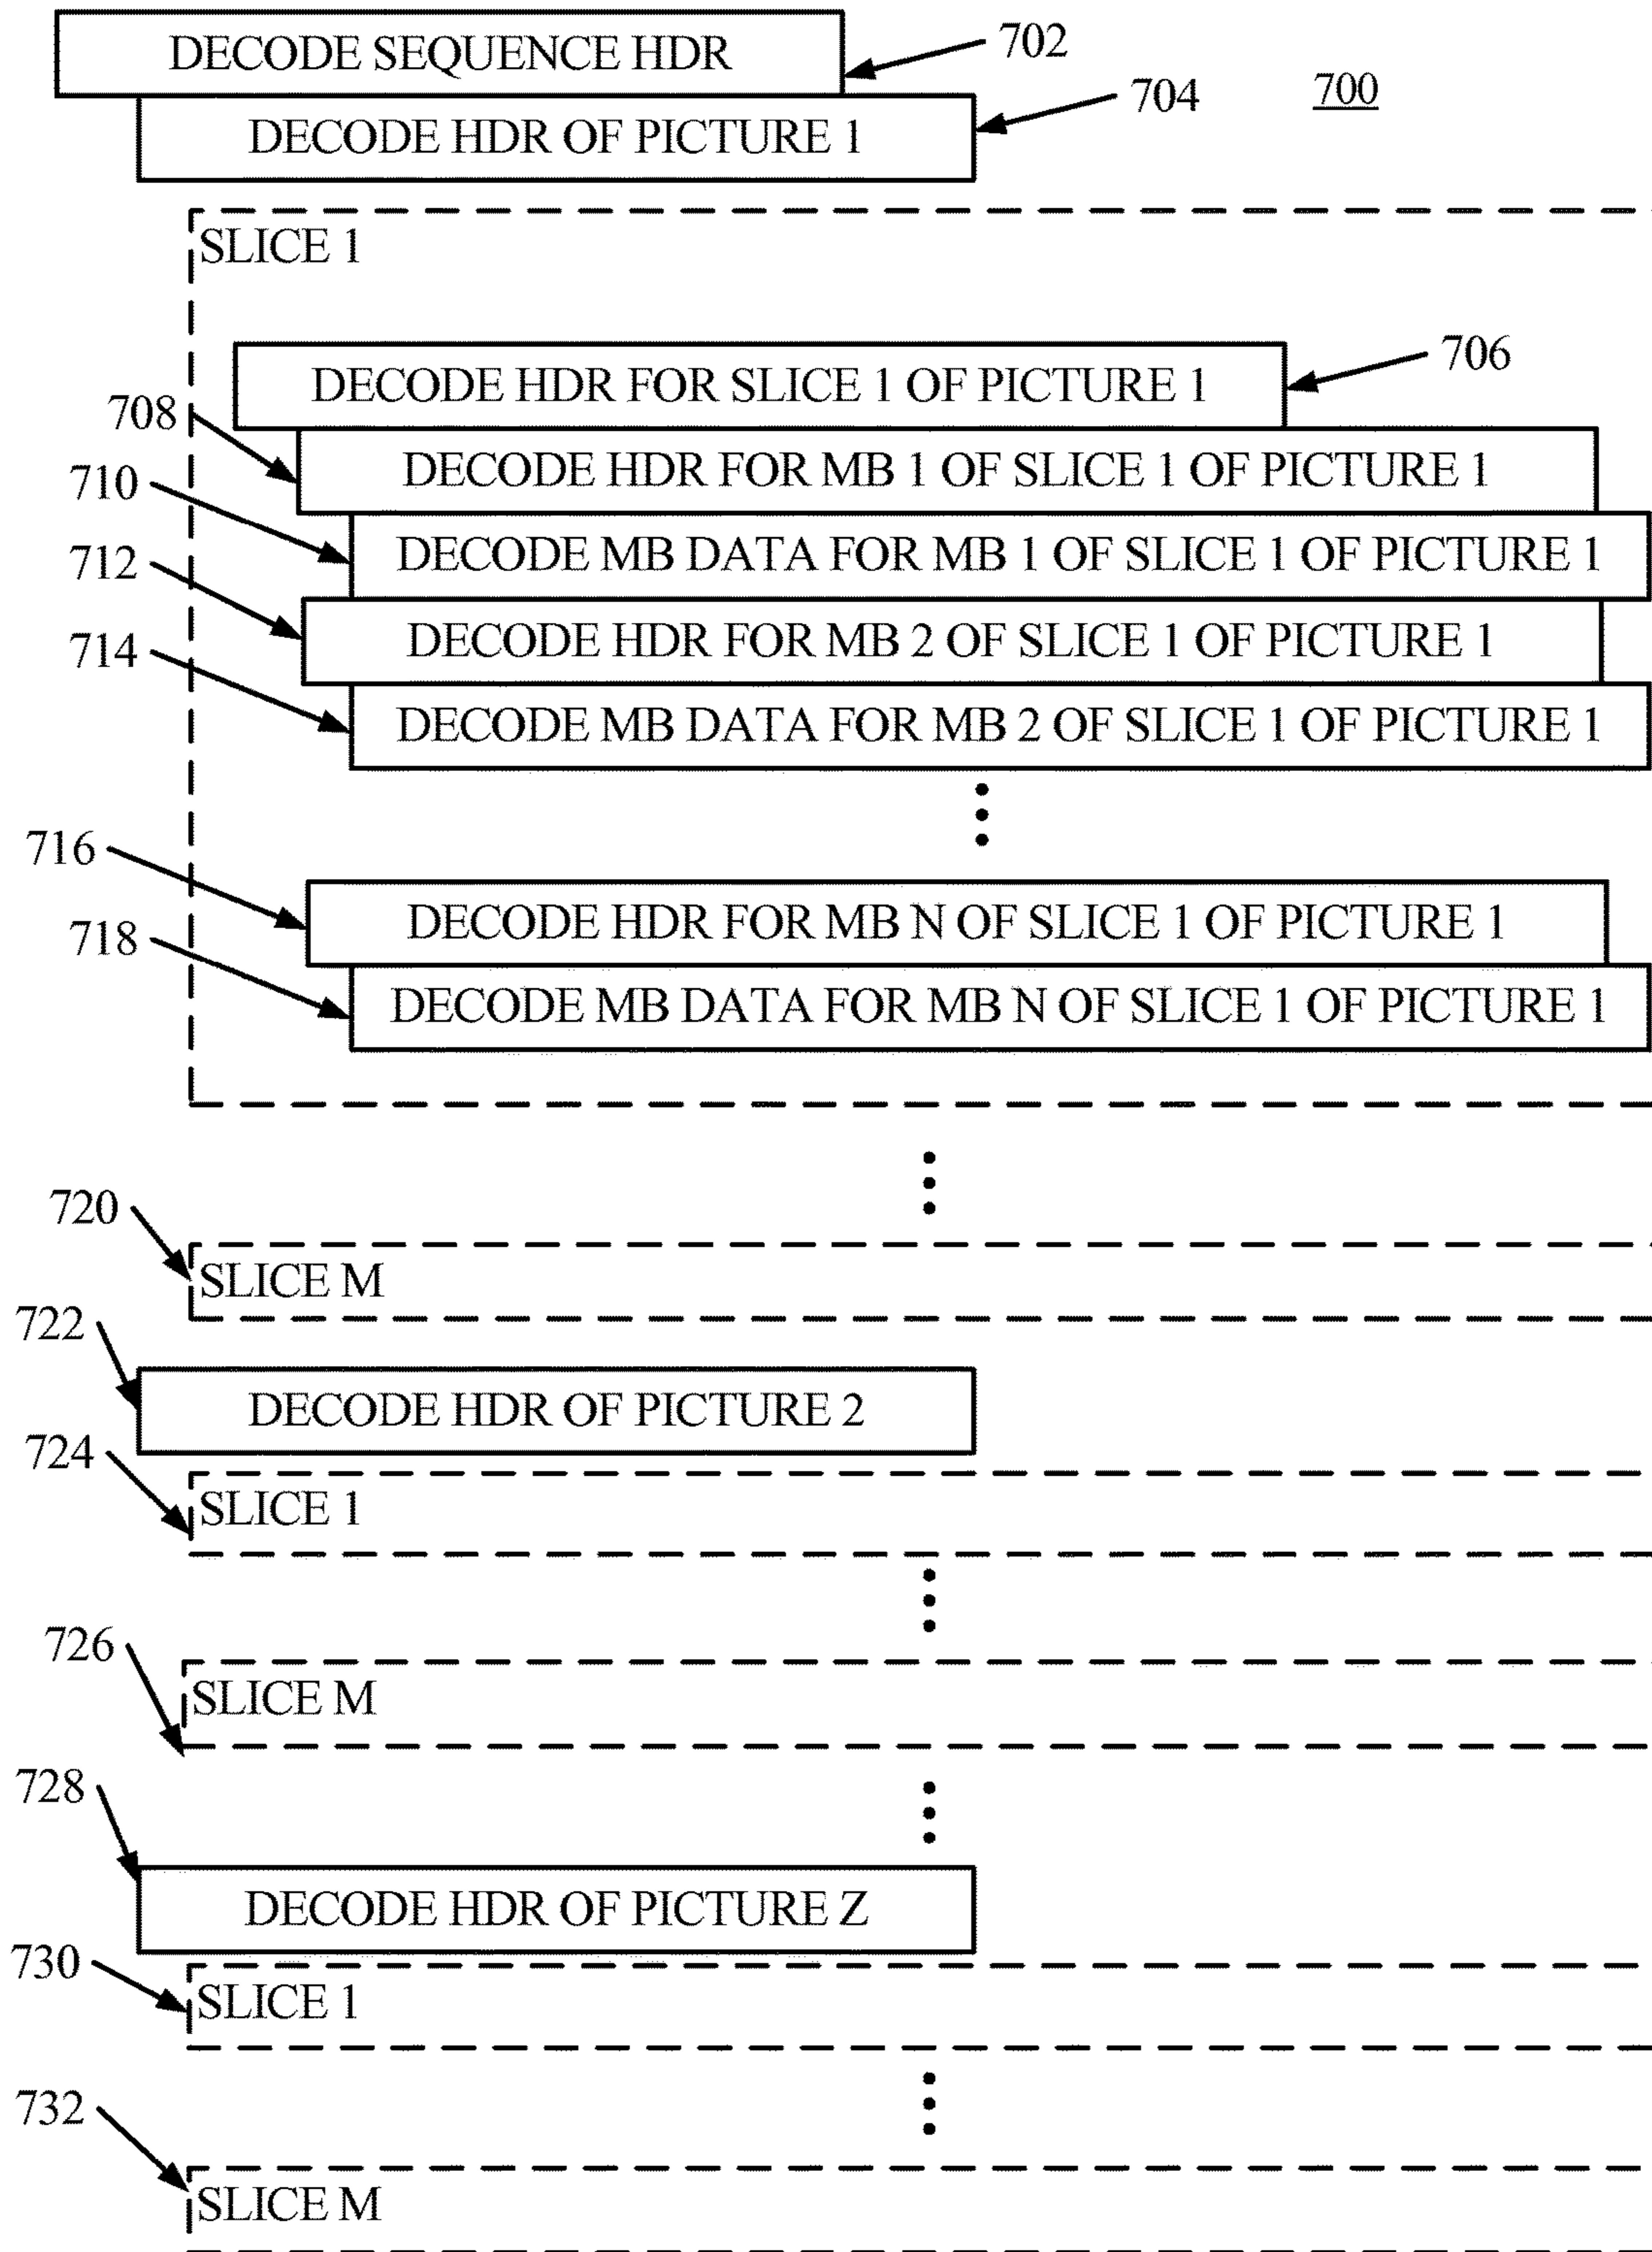 DECODE SEQUENCE HDR
702
DECODE HDR OF PICTURE 1
704
700
SLICE 1
DECODE HDR FOR SLICE 1 OF PICTURE 1
706
708
DECODE HDR FOR MB 1 OF SLICE 1 OF PICTURE 1
710
DECODE MB DATA FOR MB 1 OF SLICE 1 OF PICTURE 1
712
DECODE HDR FOR MB 2 OF SLICE 1 OF PICTURE 1
714
DECODE MB DATA FOR MB 2 OF SLICE 1 OF PICTURE 1
716
DECODE HDR FOR MB N OF SLICE 1 OF PICTURE 1
718
DECODE MB DATA FOR MB N OF SLICE 1 OF PICTURE 1
720
SLICE M
722
DECODE HDR OF PICTURE 2
724
SLICE 1
726
SLICE M
728
DECODE HDR OF PICTURE Z
730
SLICE 1
732
SLICE M